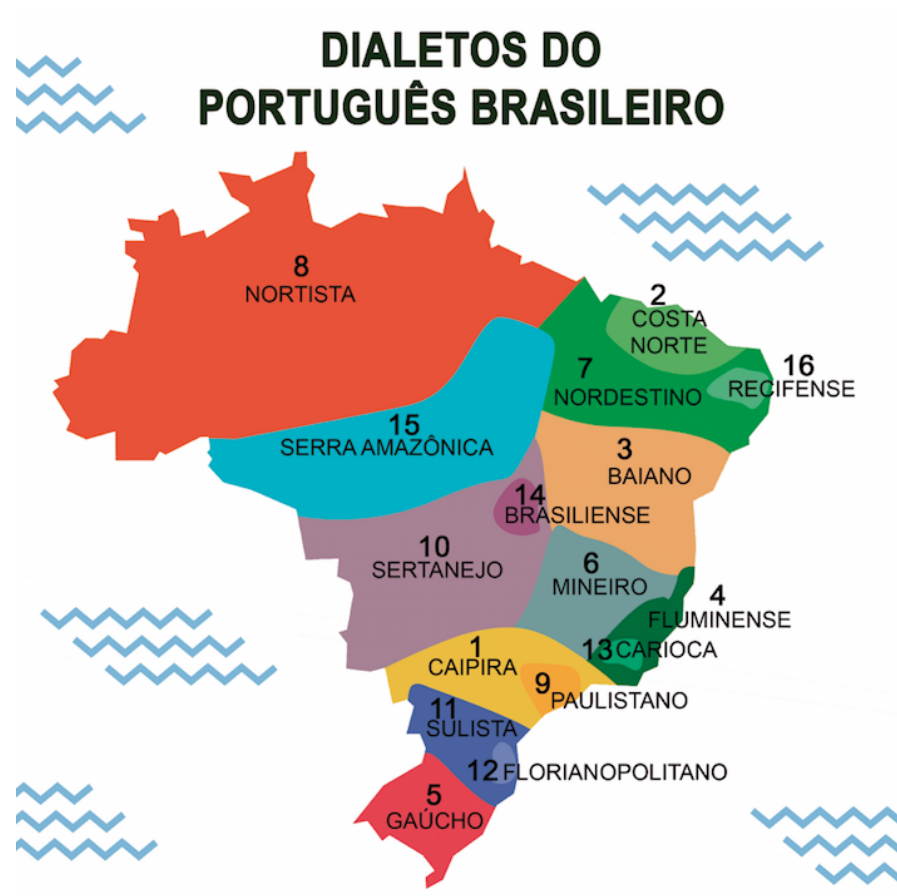 DIALETOS DO
PORTUGUÊS BRASILEIRO
8
NORTISTA
2
COSTA
NORTE
7
NORDESTINO
16
RECIFENSE
15
SERRA AMAZÔNICA
3
BAIANO
14
BRASILIENSE
10
SERTANEJO
6
MINEIRO
4
FLUMINENSE
13 CARIOCA
1
CAIPIRA
9
PAULISTANO
11
SULISTA
12 FLORIANOPOLITANO
5
GAÚCHO